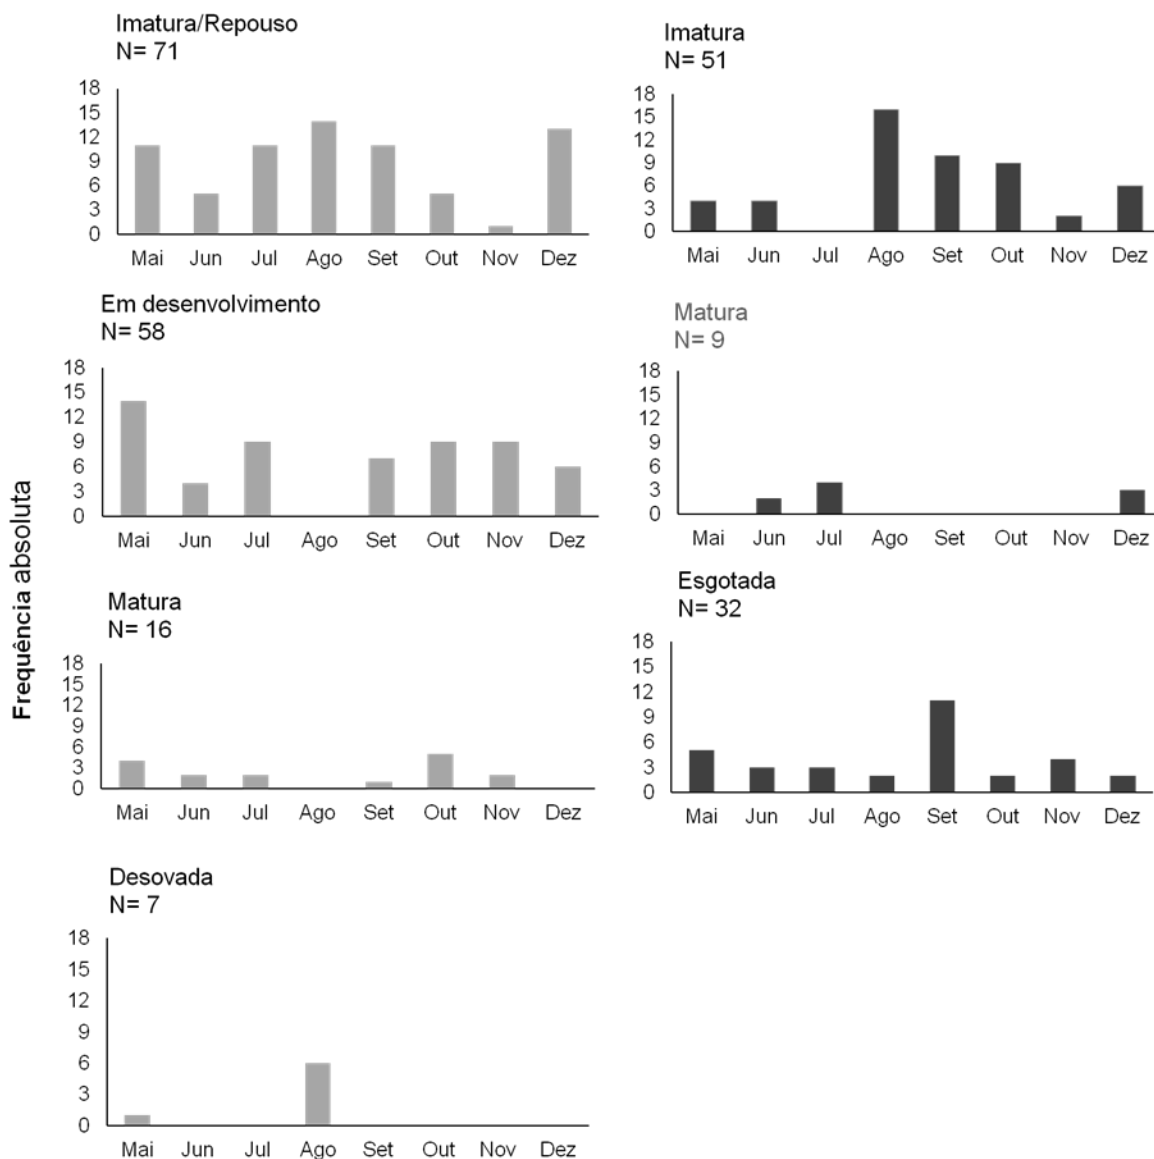 Imatura/Repouso
N= 71
18
15
12
9
6
3
0
Mai Jun Jul Ago Set Out Nov Dez
Imatura
N= 51
18
15
12
9
6
3
0
Mai Jun Jul Ago Set Out Nov Dez
Em desenvolvimento
N= 58
18
15
12
9
6
3
0
Mai Jun Jul Ago Set Out Nov Dez
Matura
N= 9
18
15
12
9
6
3
0
Mai Jun Jul Ago Set Out Nov Dez
Frequência absoluta
Matura
N= 16
18
15
12
9
6
3
0
Mai Jun Jul Ago Set Out Nov Dez
Esgotada
N= 32
18
15
12
9
6
3
0
Mai Jun Jul Ago Set Out Nov Dez
Desovada
N= 7
18
15
12
9
6
3
0
Mai Jun Jul Ago Set Out Nov Dez